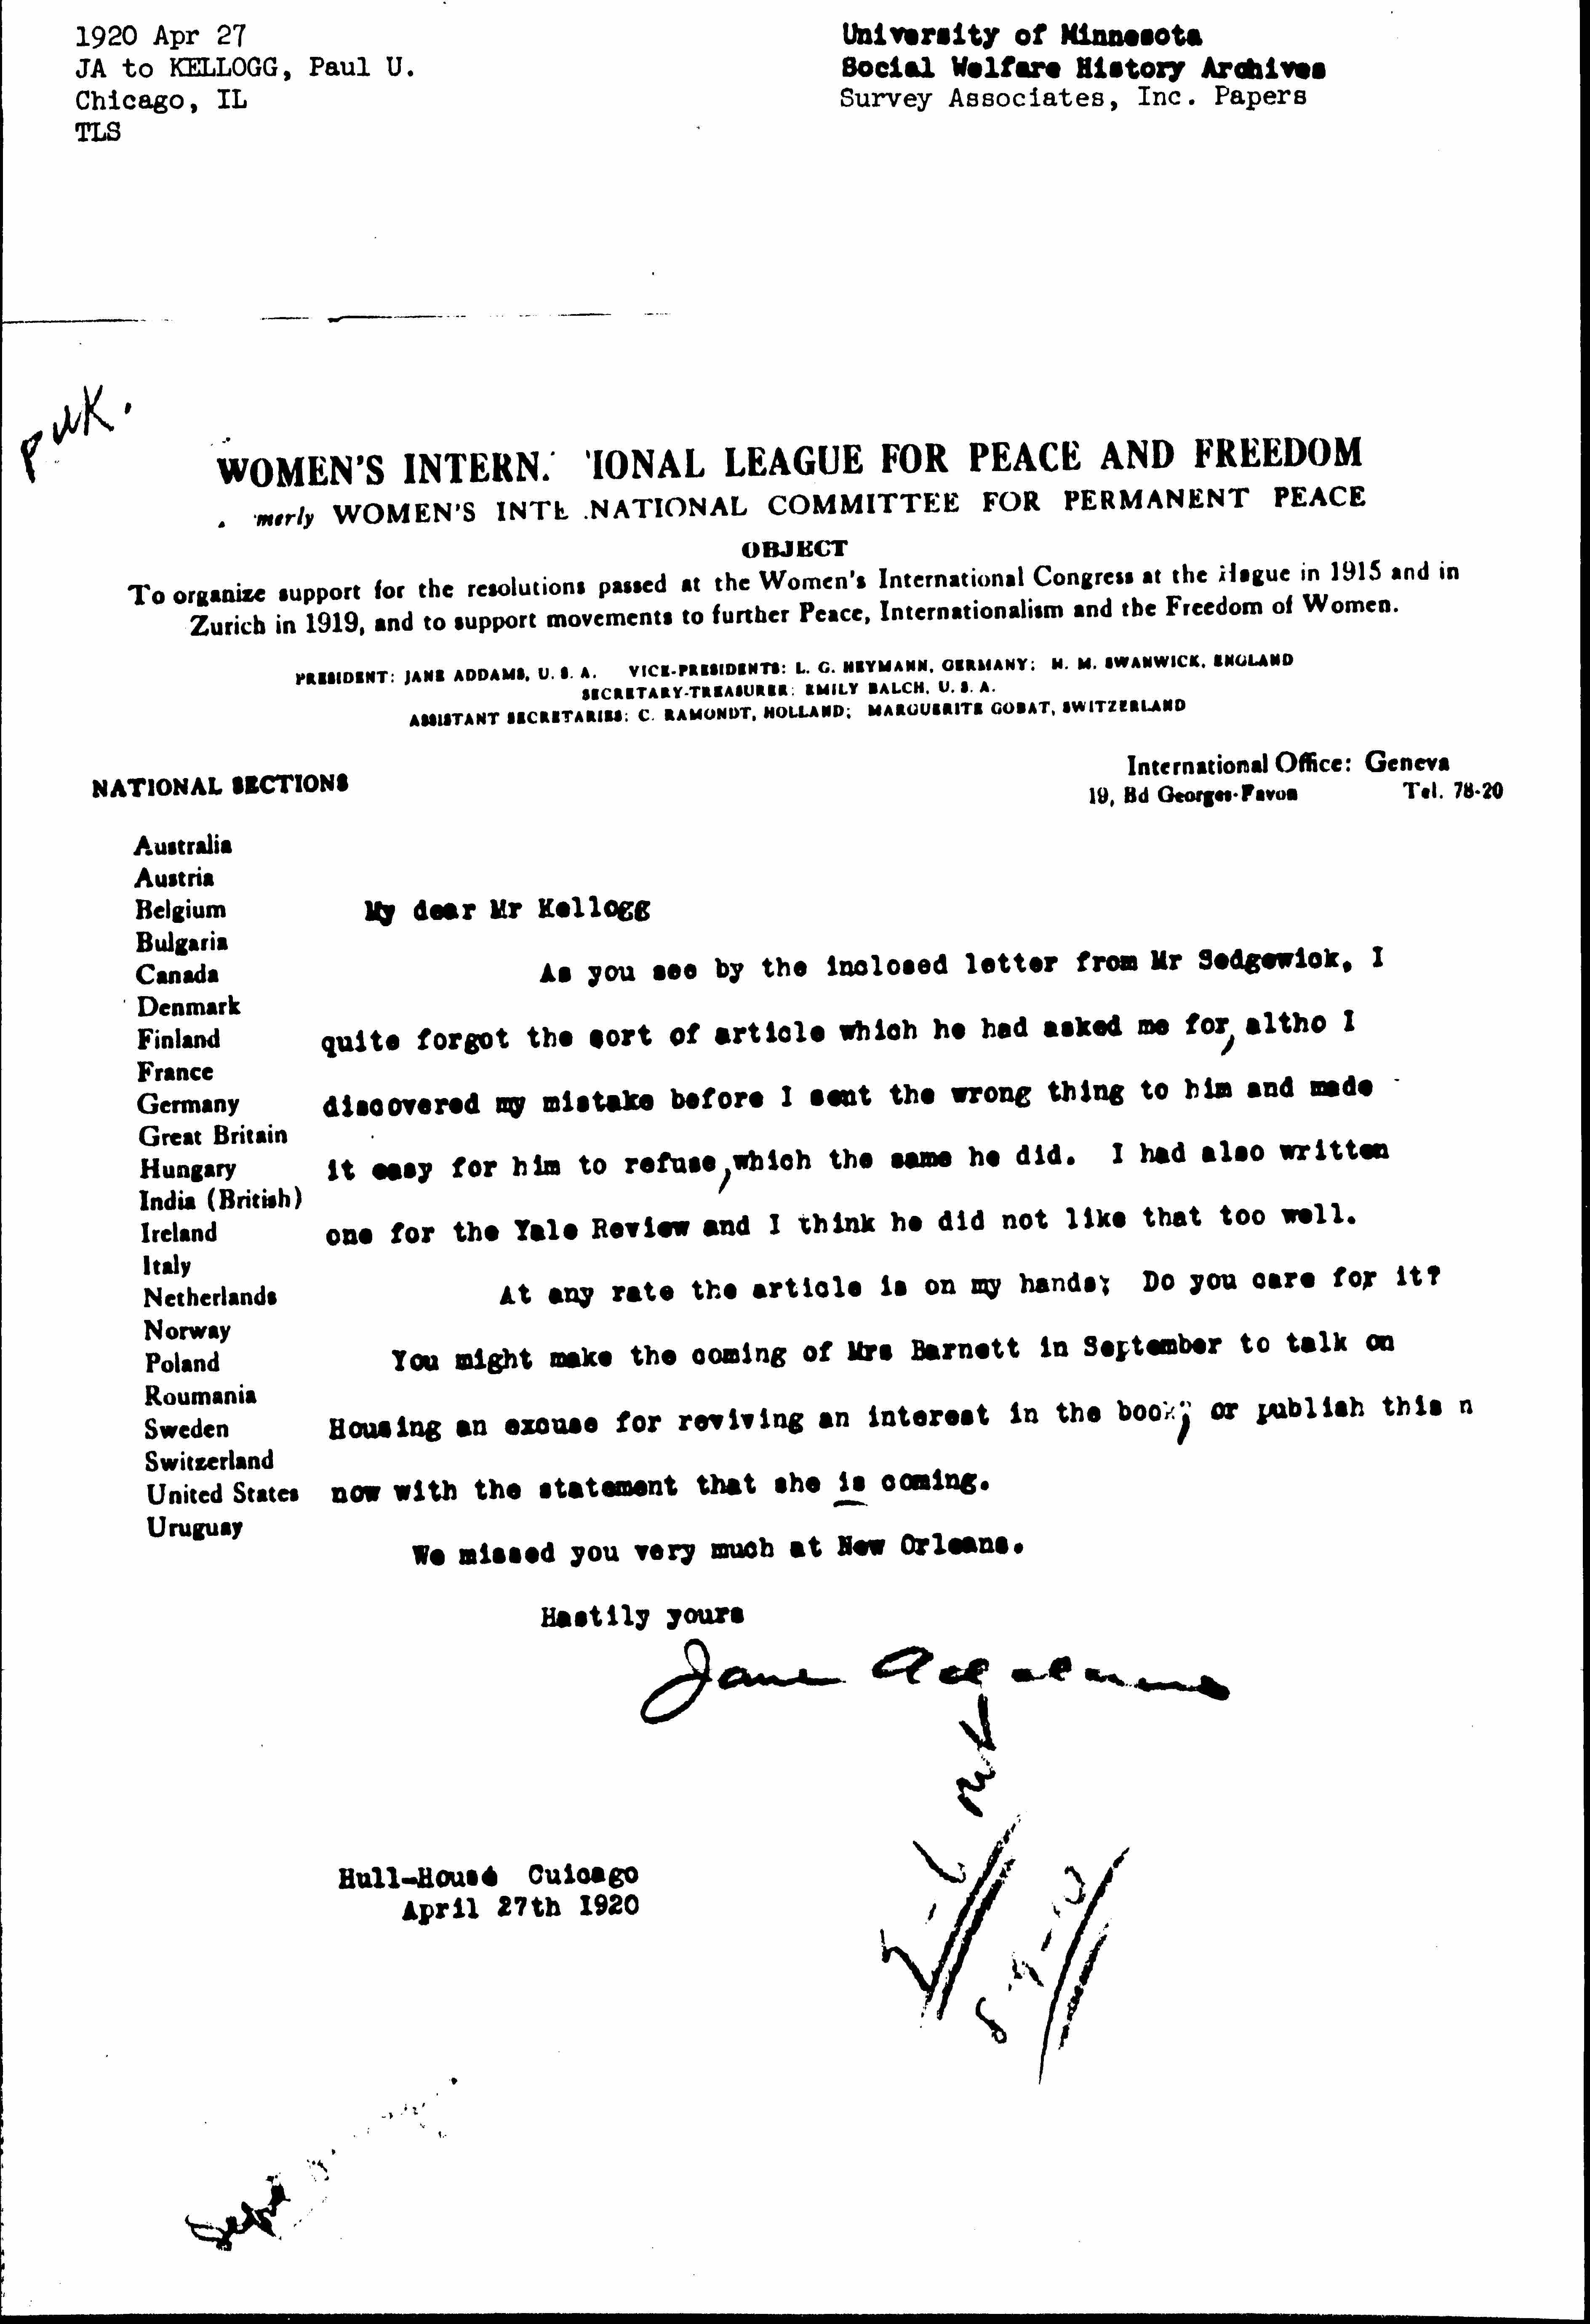 1920 Apr 27
JA to KELLOGG, Paul U.
Chicago, IL
TLS
University of Minnesota
Social Welfare History Archives
Survey Associates, Inc. Papers
PUK.
WOMEN'S INTERN. 'IONAL LEAGUE FOR PEACE AND FREEDOM
merly WOMEN'S INTE .NATIONAL COMMITTEE FOR PERMANENT PEACE
OBJECT
To organize support for the resolutions passed at the Women's International Congress at the Hague in 1915 and in
Zurich in 1919, and to support movements to further Peace, Internationalism and the Freedom of Women.
PRESIDENT: JANE ADDAMS, U. S. A. VICE-PRESIDENTS: L. G. HEYMANN, GERMANY; H. M. SWANWICK, ENGLAND
SECRETARY-TREASURER: EMILY BALCH, U. S. A.
ASSISTANT SECRETARIES: C. RAMONDT, HOLLAND; MARGUERITE GOBAT, SWITZERLAND
International Office: Geneva
19, Bd Georges-Favon Tel. 78-20
NATIONAL SECTIONS
Australia
Austria
Belgium
Bulgaria
Canada
Denmark
Finland
France
Germany
Great Britain
Hungary
India (British)
Ireland
Italy
Netherlands
Norway
Poland
Roumania
Sweden
Switzerland
United States
Uruguay
My dear Mr Kellogg
As you see by the inclosed letter from Mr Sedgewick, I
quite forgot the sort of article which he had asked me for, altho I
discovered my mistake before I sent the wrong thing to him and made
it easy for him to refuse, which the same he did. I had also written
one for the Yale Review and I think he did not like that too well.
At any rate the article is on my hands; Do you care for it?
You might make the coming of Mrs Barnett in September to talk on
Housing an excuse for reviving an interest in the book; or publish this n
now with the statement that she is coming.
We missed you very much at New Orleans.
Hastily yours
Jane Addams
Hull-House Cuicago
April 27th 1920